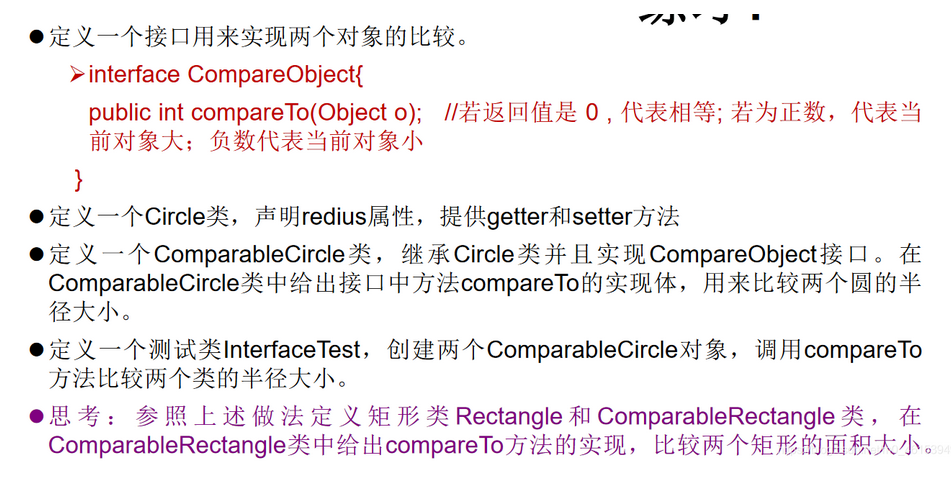 定义一个接口用来实现两个对象的比较。
interface CompareObject{
public int compareTo(Object o); //若返回值是 0 , 代表相等; 若为正数，代表当
前对象大；负数代表当前对象小
}
定义一个Circle类，声明redius属性，提供getter和setter方法
定义一个ComparableCircle类，继承Circle类并且实现CompareObject接口。在
ComparableCircle类中给出接口中方法compareTo的实现体，用来比较两个圆的半
径大小。
定义一个测试类InterfaceTest，创建两个ComparableCircle对象，调用compareTo
方法比较两个类的半径大小。
思考：参照上述做法定义矩形类Rectangle和ComparableRectangle类，在
ComparableRectangle类中给出compareTo方法的实现，比较两个矩形的面积大小。